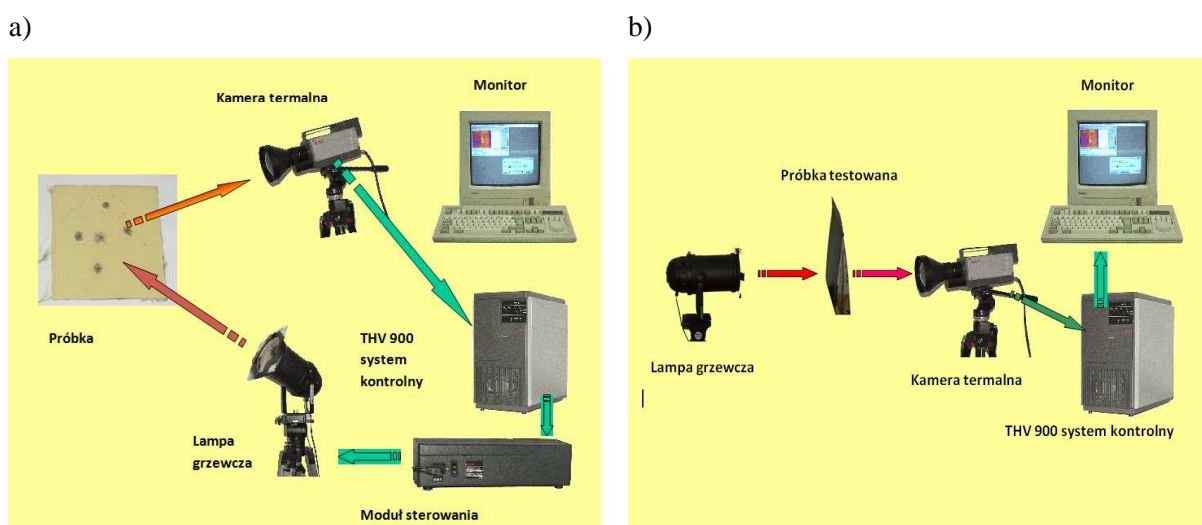 a)
Kamera termalna
Monitor
Próbka
THV 900
system
kontrolny
Lampa
grzewcza
Moduł sterowania
b)
Monitor
Próbka testowana
Lampa grzewcza
Kamera termalna
THV 900 system kontrolny